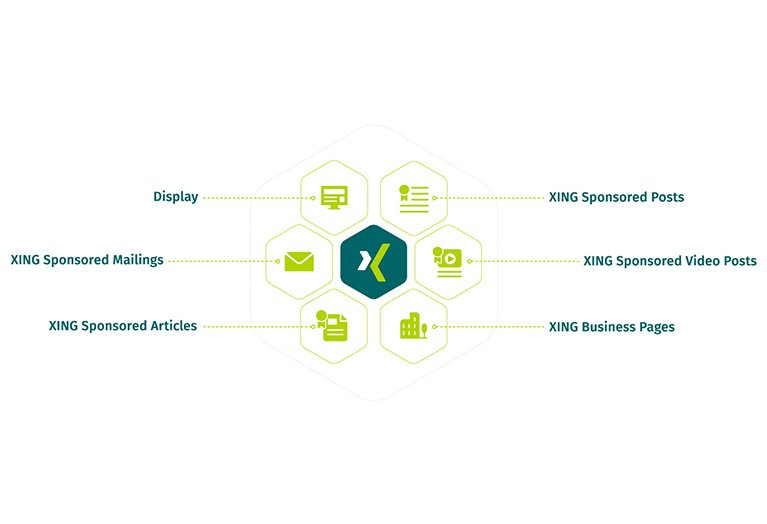 Display
XING Sponsored Posts
XING Sponsored Mailings
XING Sponsored Video Posts
XING Sponsored Articles
XING Business Pages